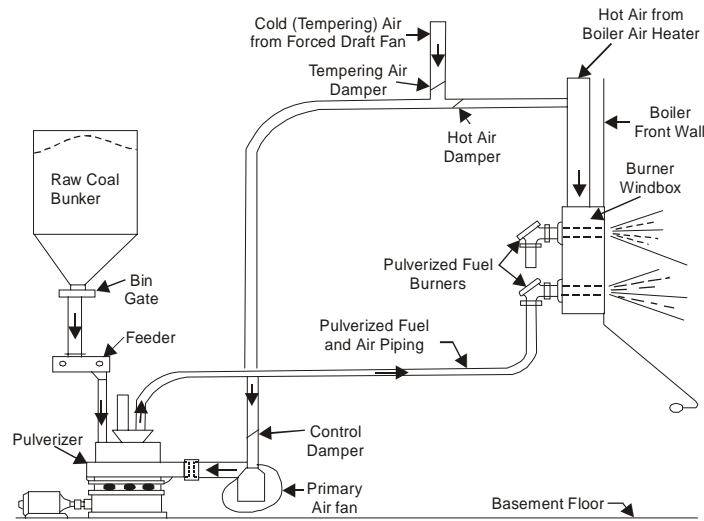 Cold (Tempering) Air
from Forced Draft Fan
Hot Air from
Boiler Air Heater
Tempering Air
Damper
Hot Air
Damper
Boiler
Front Wall
Raw Coal
Bunker
Burner
Windbox
Pulverized Fuel
Burners
Bin
Gate
Feeder
Pulverized Fuel
and Air Piping
Pulverizer
Control
Damper
Primary
Air fan
Basement Floor